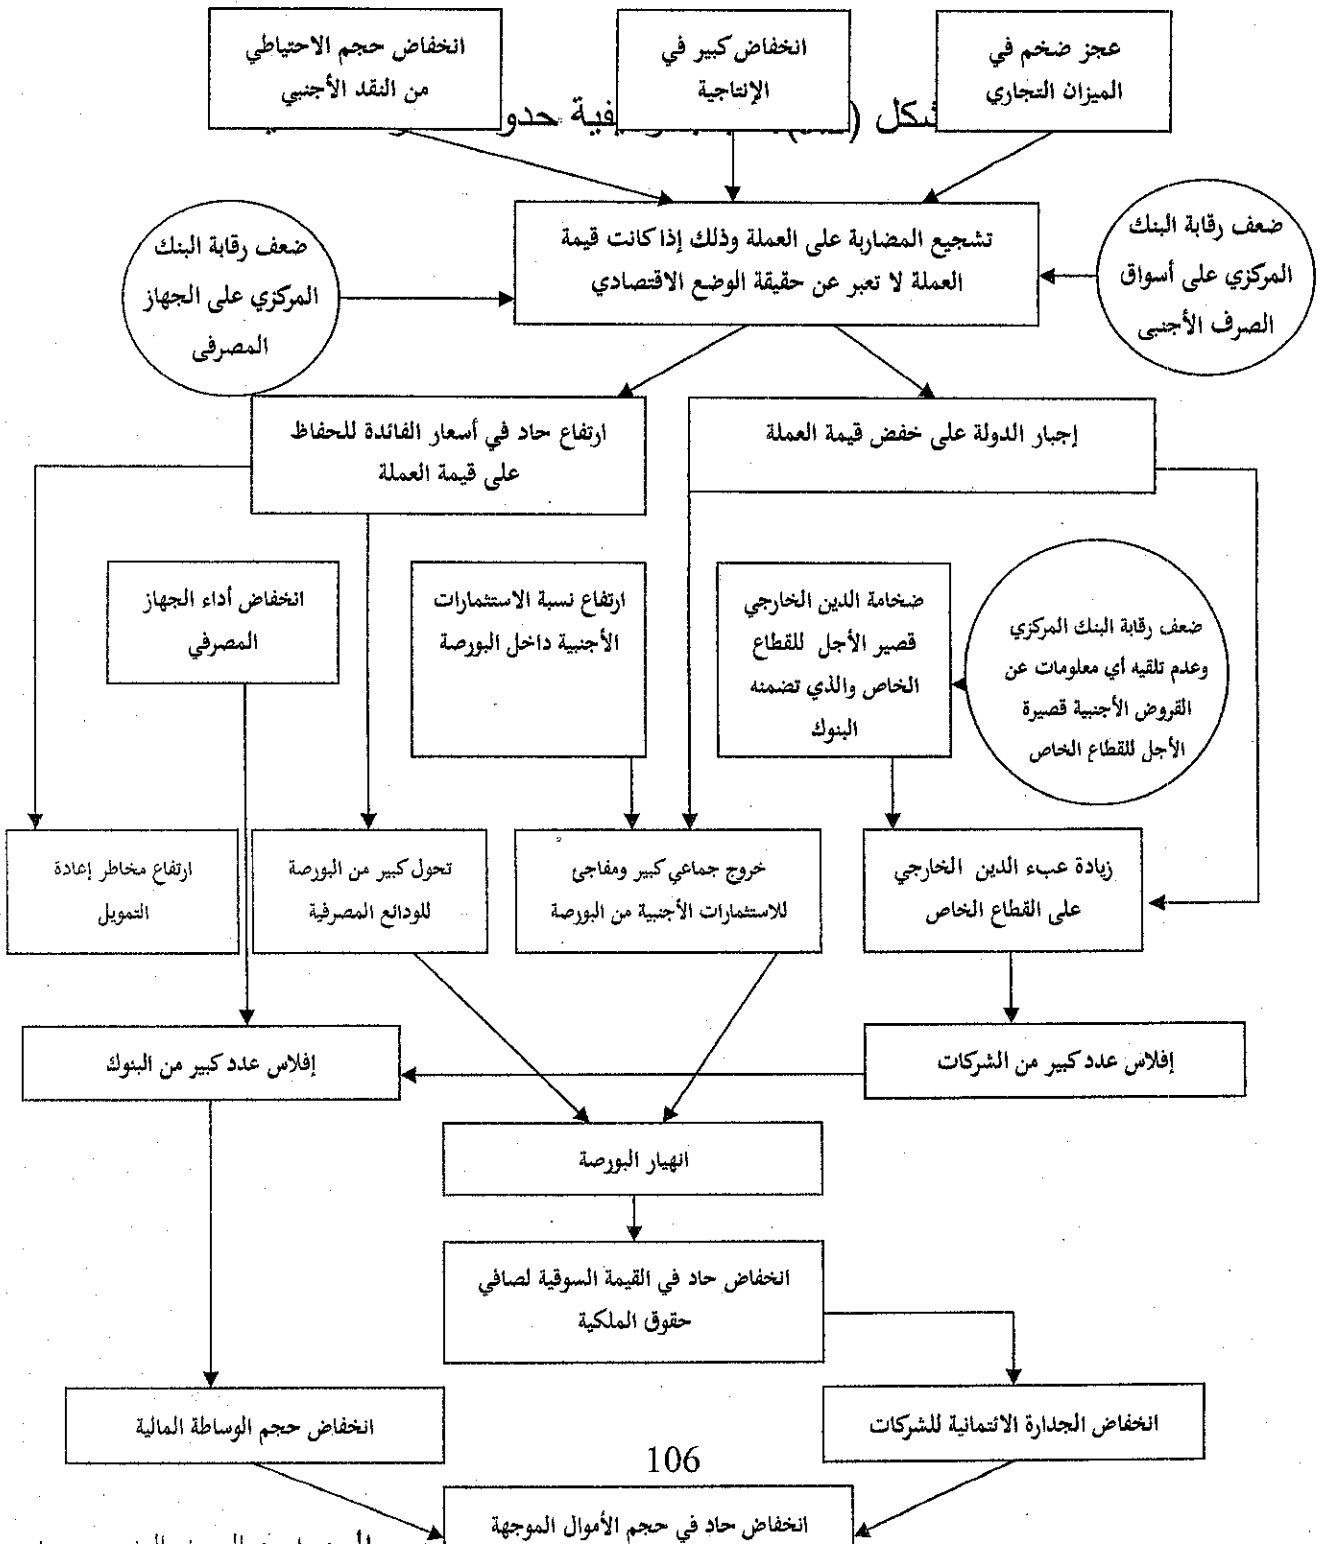 عجز ضخم في
الميزان التجاري
انخفاض كبير في
الإنتاجية
انخفاض حجم الاحتياطي
من النقد الأجنبي
شكل (
فية حدو
ضعف رقابة البنك
المركزي على أسواق
الصرف الأجنبى
تشجيع المضاربة على العملة وذلك إذا كانت قيمة
العملة لا تعبر عن حقيقة الوضع الاقتصادي
ضعف رقابة البنك
المركزي على الجهاز
المصرفى
إجبار الدولة على خفض قيمة العملة
ارتفاع حاد في أسعار الفائدة للحفاظ
على قيمة العملة
ضعف رقابة البنك المركزي
وعدم تلقيه أي معلومات عن
القروض الأجنبية قصيرة
الأجل للقطاع الخاص
ضخامة الدين الخارجي
قصير الأجل للقطاع
الخاص والذي تضمنه
البنوك
ارتفاع نسبة الاستثمارات
الأجنبية داخل البورصة
انخفاض أداء الجهاز
المصرفي
زيادة عبء الدين الخارجي
على القطاع الخاص
خروج جماعي كبير ومفاجئ
للاستثمارات الأجنبية من البورصة
تحول كبير من البورصة
للودائع المصرفية
ارتفاع مخاطر إعادة
التمويل
إفلاس عدد كبير من الشركات
إفلاس عدد كبير من البنوك
انهيار البورصة
انخفاض حاد في القيمة السوقية لصافي
حقوق الملكية
انخفاض الجدارة الائتمانية للشركات
انخفاض حجم الوساطة المالية
106
انخفاض حاد في حجم الأموال الموجهة